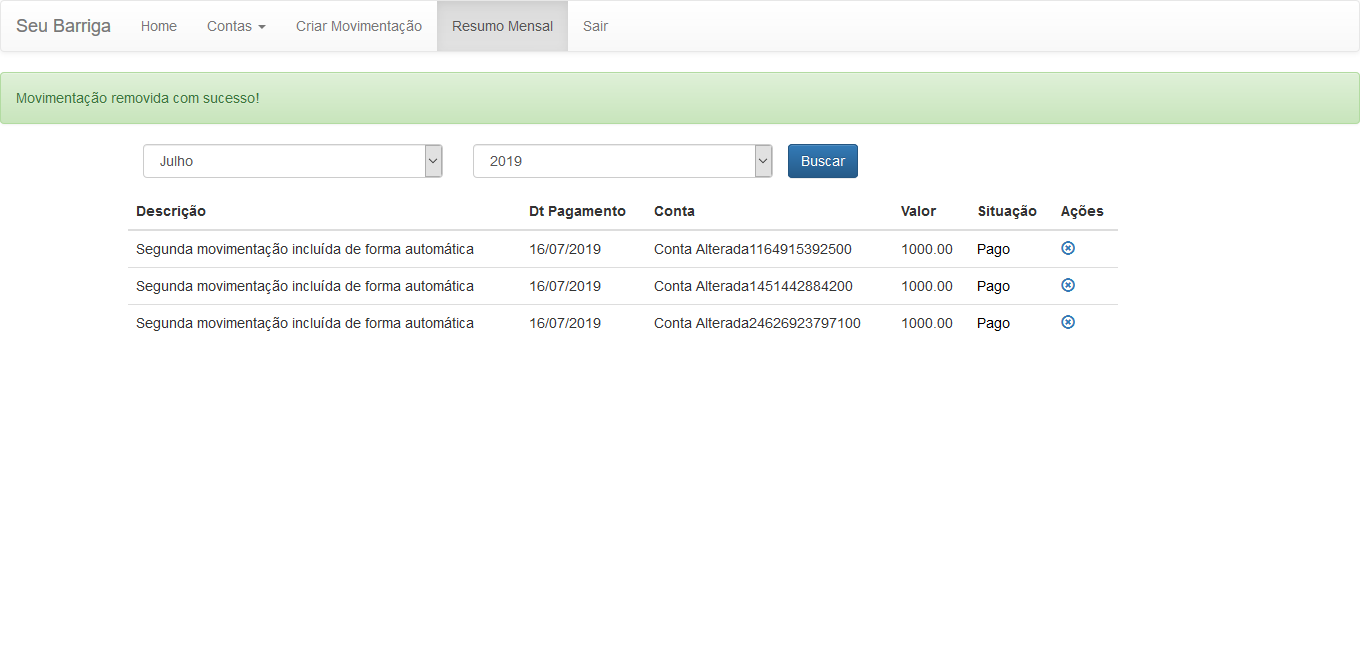 Seu Barriga Home Contas Criar Movimentação Resumo Mensal Sair
Movimentação removida com sucesso!
Julho 2019 Buscar
Descrição Dt Pagamento Conta Valor Situação Ações
Segunda movimentação incluída de forma automática 16/07/2019 Conta Alterada1164915392500 1000.00 Pago
Segunda movimentação incluída de forma automática 16/07/2019 Conta Alterada1451442884200 1000.00 Pago
Segunda movimentação incluída de forma automática 16/07/2019 Conta Alterada24626923797100 1000.00 Pago